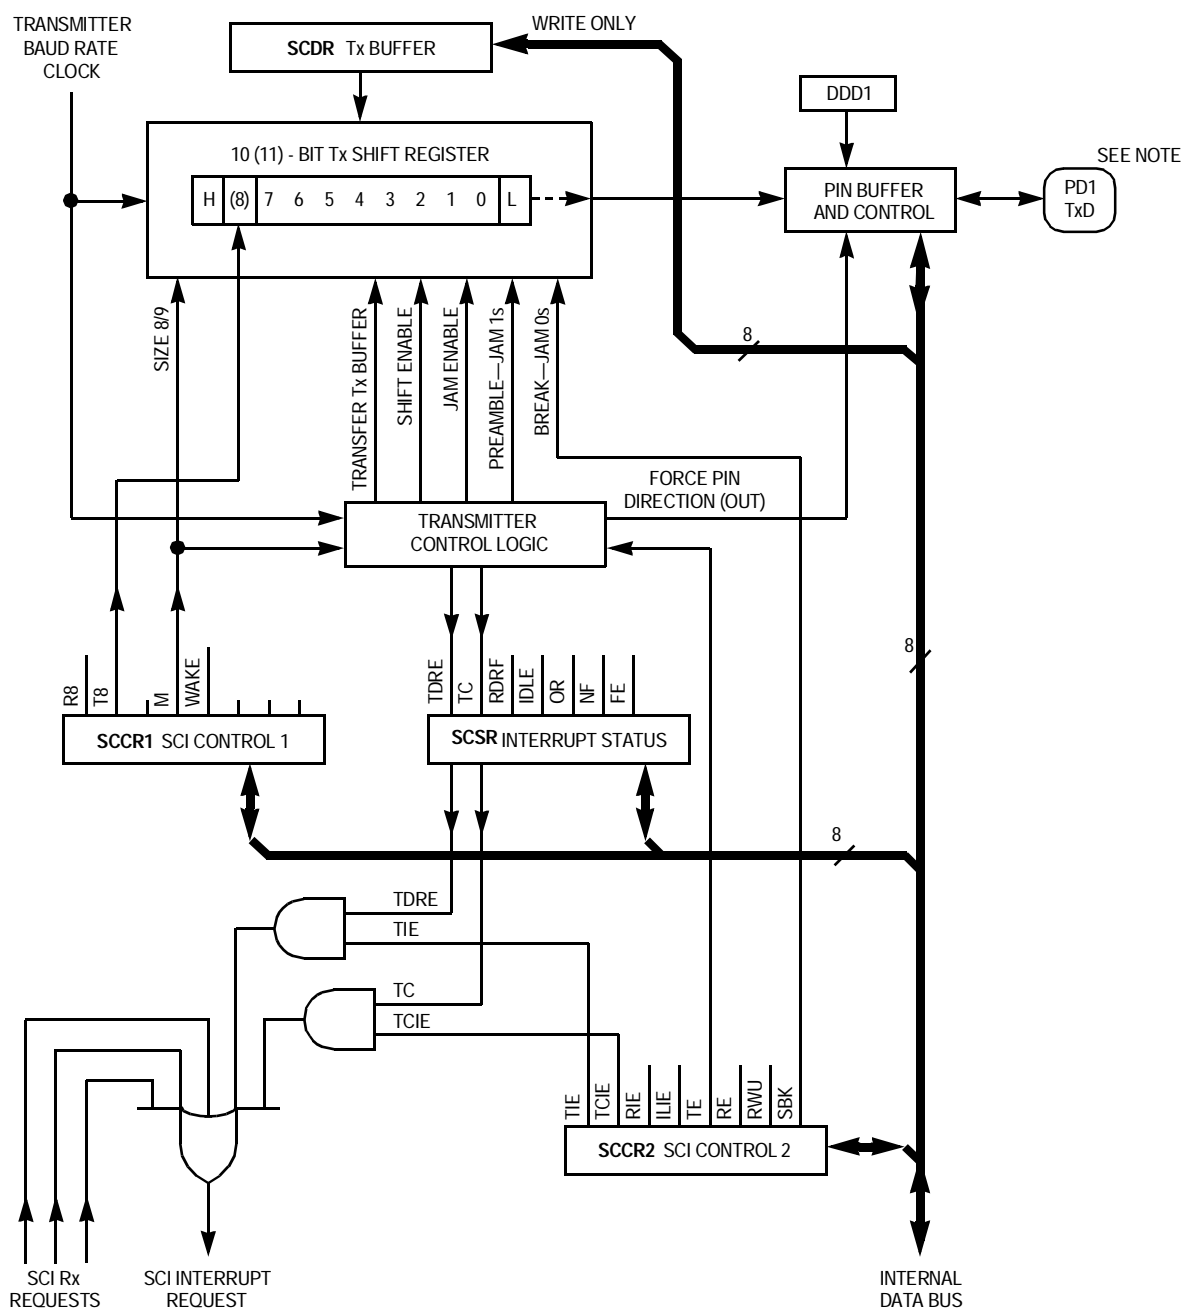 TRANSMITTER
BAUD RATE
CLOCK
SCDR Tx BUFFER
WRITE ONLY
DDD1
10 (11) - BIT Tx SHIFT REGISTER
H (8) 7 6 5 4 3 2 1 0 L
PIN BUFFER
AND CONTROL
SEE NOTE
PD1
TxD
SIZE 8/9
TRANSFER Tx BUFFER
SHIFT ENABLE
JAM ENABLE
PREAMBLE—JAM 1s
BREAK—JAM 0s
8
FORCE PIN
DIRECTION (OUT)
TRANSMITTER
CONTROL LOGIC
8
R8
T8
M
WAKE
TDRE
TC
RDRF
IDLE
OR
NF
FE
SCCR1 SCI CONTROL 1
SCSR INTERRUPT STATUS
8
TDRE
TIE
TC
TCIE
TIE
TCIE
RIE
ILIE
TE
RE
RWU
SBK
SCCR2 SCI CONTROL 2
SCI Rx
REQUESTS
SCI INTERRUPT
REQUEST
INTERNAL
DATA BUS